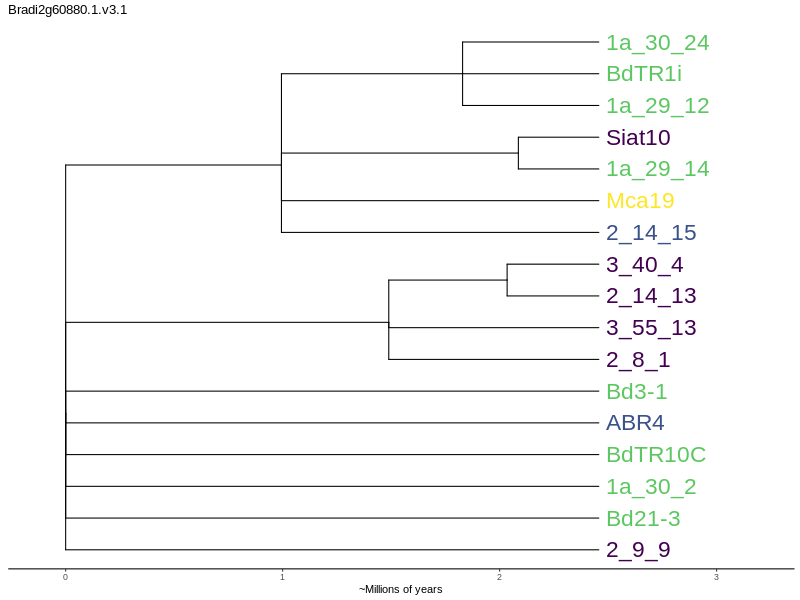 Bradi2g60880.1.v3.1
1a_30_24
BdTR1i
1a_29_12
Siat10
1a_29_14
Mca19
2_14_15
3_40_4
2_14_13
3_55_13
2_8_1
Bd3-1
ABR4
BdTR10C
1a_30_2
Bd21-3
2_9_9
0 1 2 3
~Millions of years